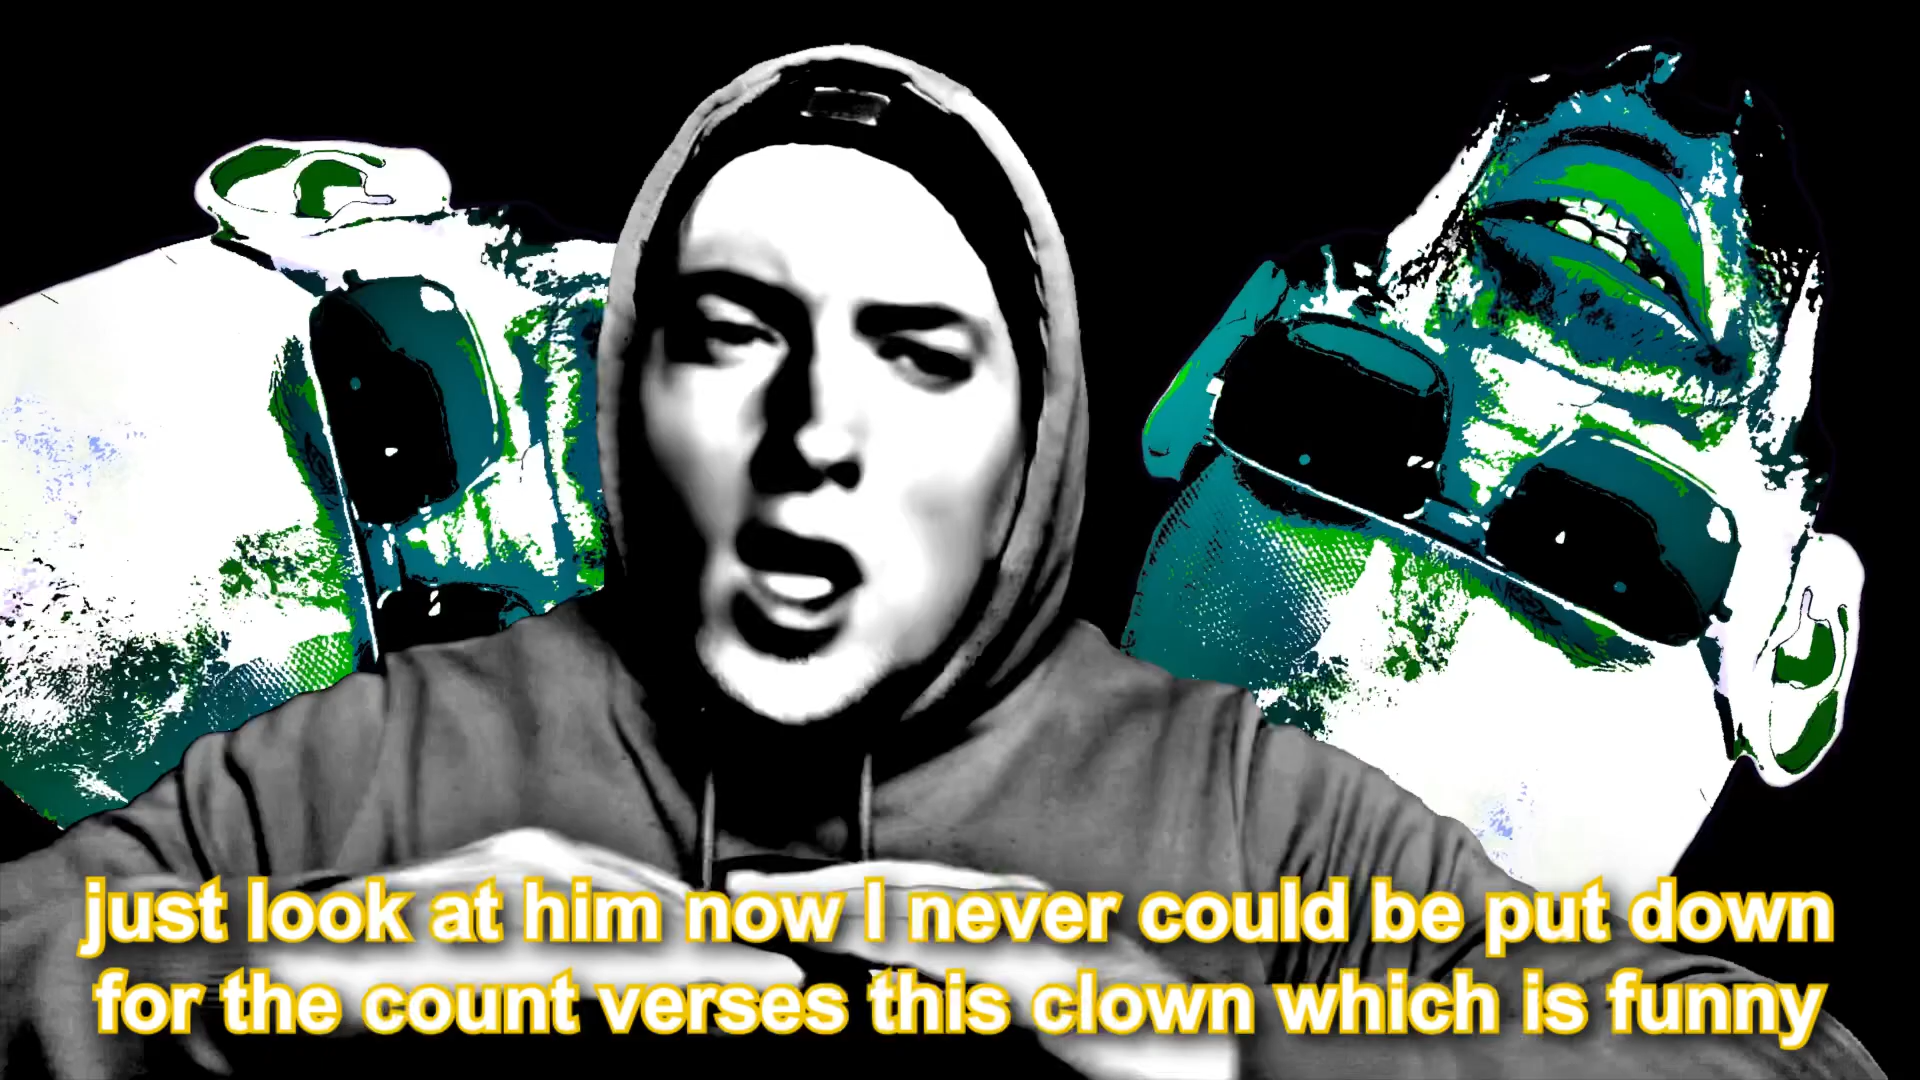 just look at him now I never could be put down
for the count verses this clown which is funny